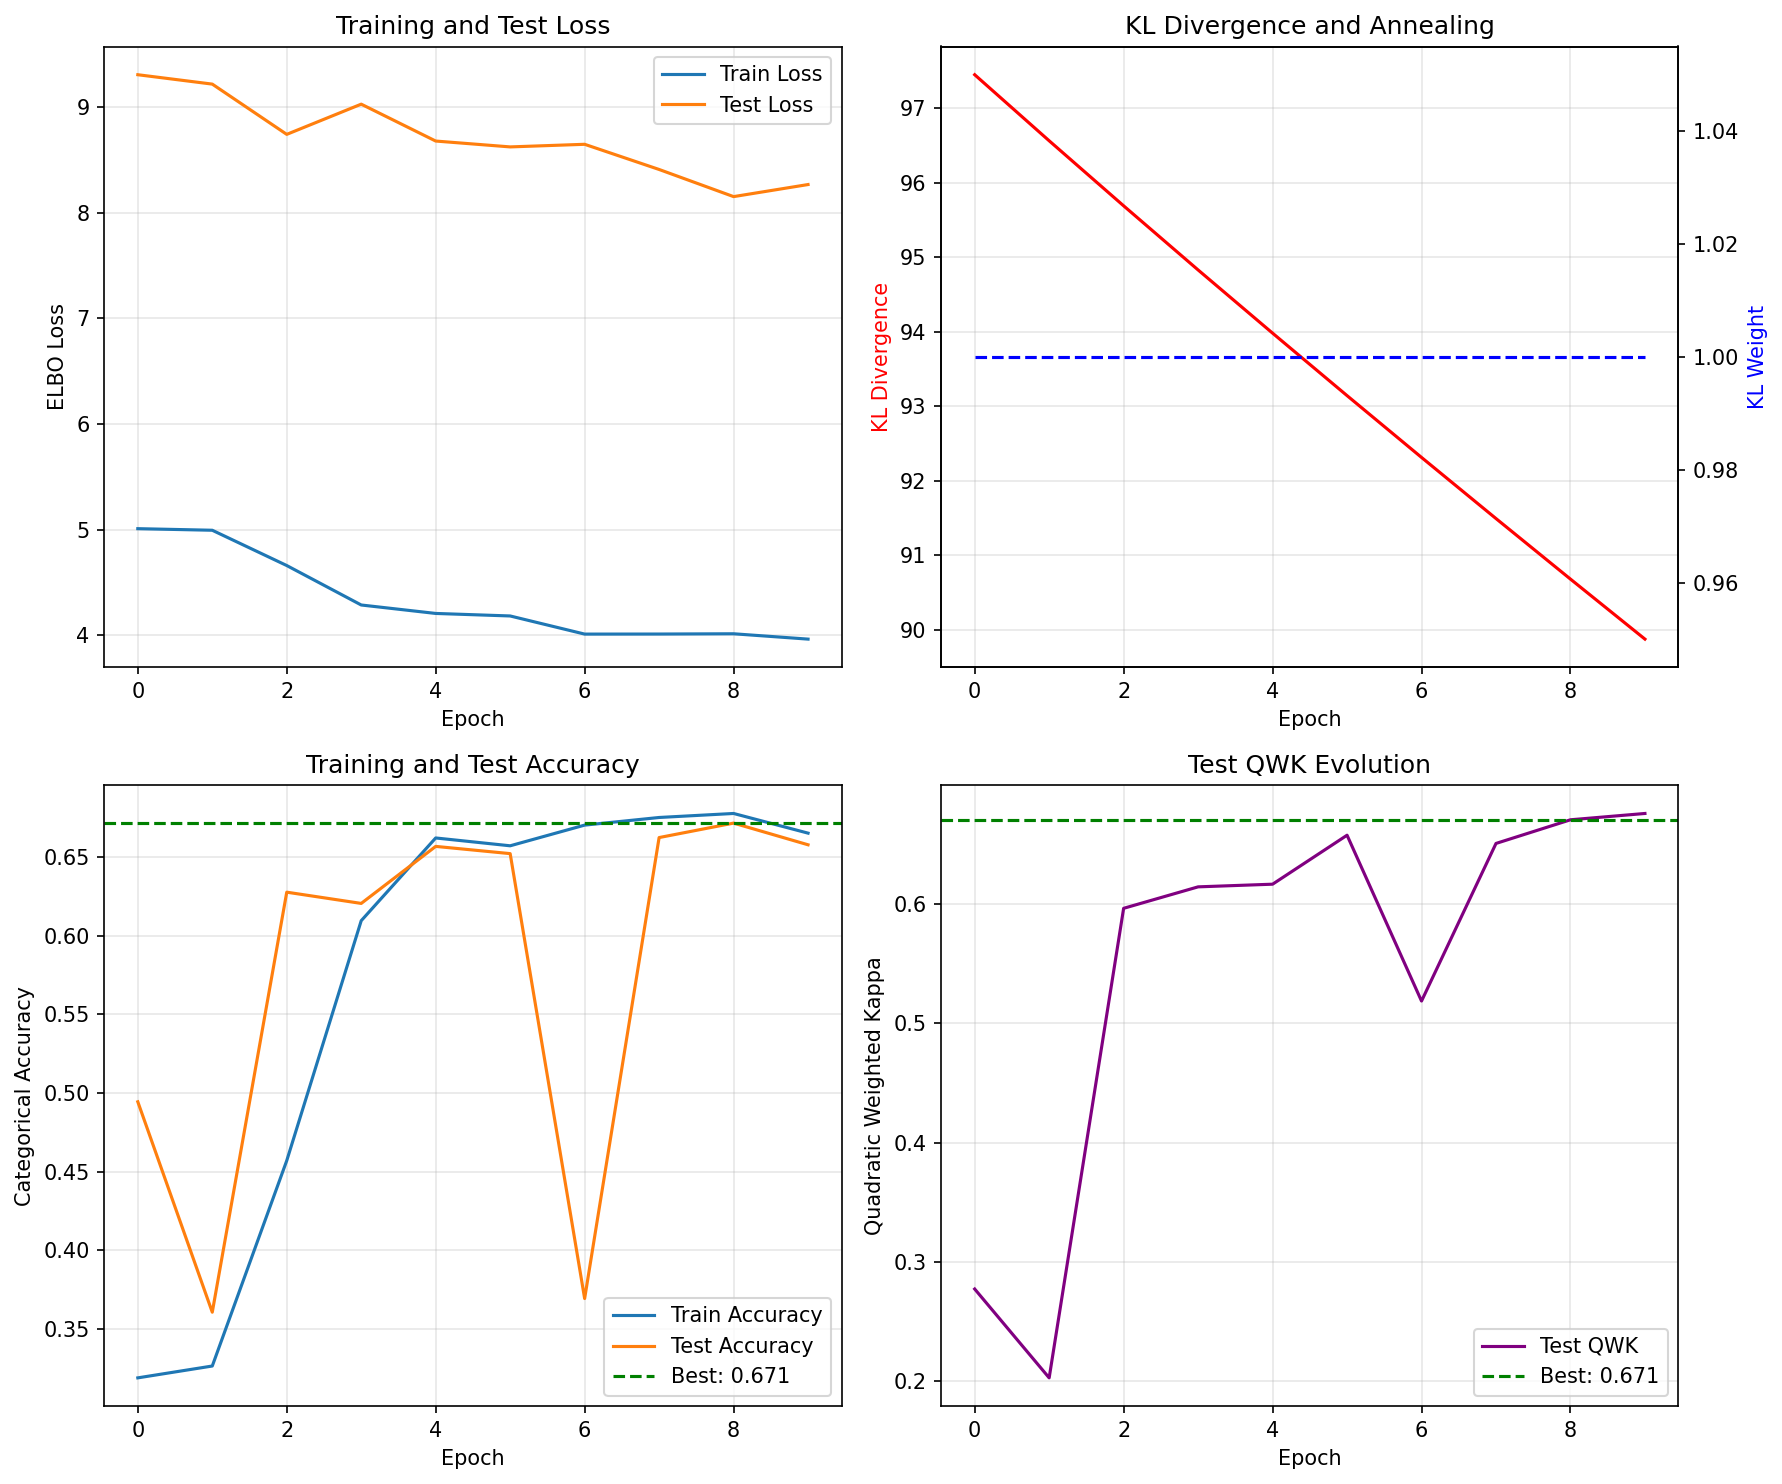 Training and Test Loss
9
8
7
6
5
4
ELBO Loss
Train Loss
Test Loss
0 2 4 6 8
Epoch
KL Divergence and Annealing
97
96
95
94
93
92
91
90
KL Divergence
1.04
1.02
1.00
0.98
0.96
KL Weight
0 2 4 6 8
Epoch
Training and Test Accuracy
0.65
0.60
0.55
0.50
0.45
0.40
0.35
Categorical Accuracy
Train Accuracy
Test Accuracy
Best: 0.671
0 2 4 6 8
Epoch
Test QWK Evolution
0.6
0.5
0.4
0.3
0.2
Quadratic Weighted Kappa
Test QWK
Best: 0.671
0 2 4 6 8
Epoch